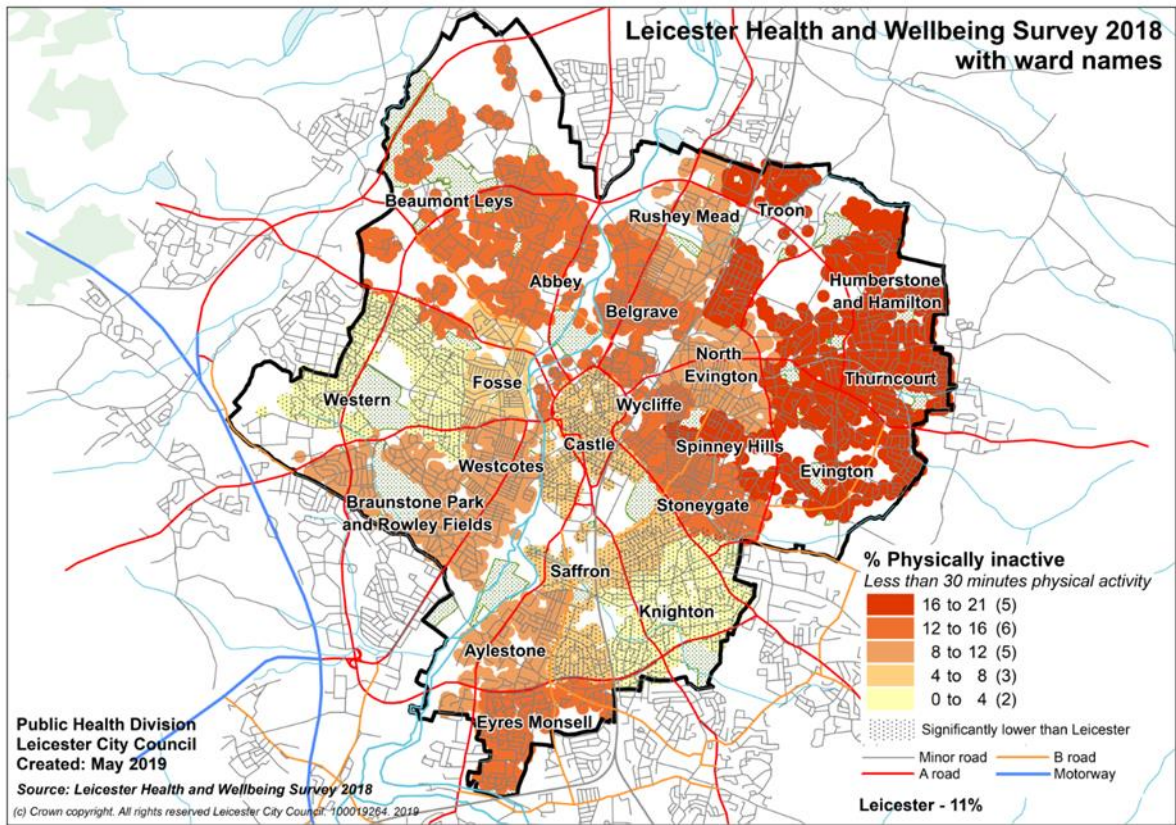 Leicester Health and Wellbeing Survey 2018
with ward names
Beaumont Leys
Rushey Mead
Troon
Abbey
Humberstone
and Hamilton
Belgrave
North
Evington
Fosse
Thurncourt
Western
Wycliffe
Castle
Spinney Hills
Westcotes
Evington
Braunstone Park
and Rowley Fields
Stoneygate
Saffron
Knighton
Aylestone
Eyres Monsell
% Physically inactive
Less than 30 minutes physical activity
16 to 21 (5)
12 to 16 (6)
8 to 12 (5)
4 to 8 (3)
0 to 4 (2)
Significantly lower than Leicester
Minor road
B road
A road
Motorway
Leicester - 11%
Public Health Division
Leicester City Council
Created: May 2019
Source: Leicester Health and Wellbeing Survey 2018
(c) Crown copyright. All rights reserved Leicester City Council. 100019264. 2019